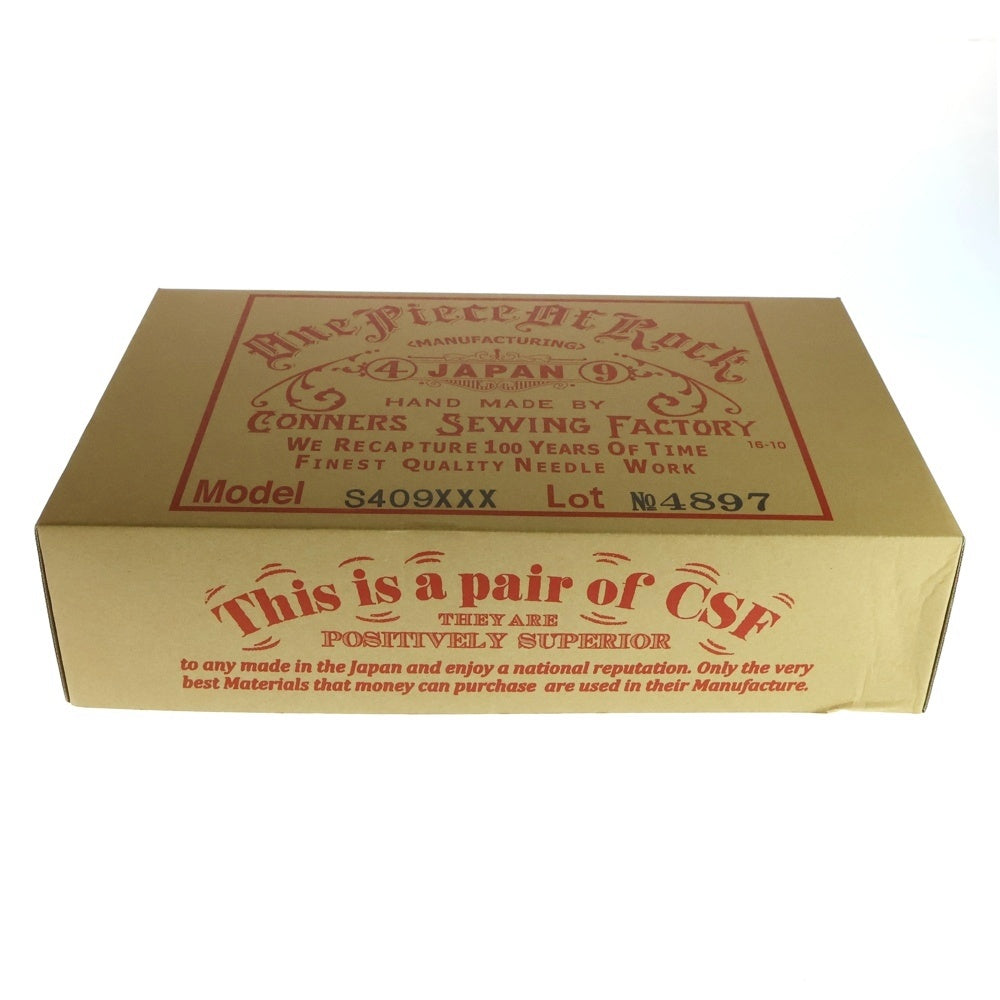 One Piece Of Rock
MANUFACTURING
4 JAPAN 9
HAND MADE BY
CONNERS SEWING FACTORY
WE RECAPTURE 100 YEARS OF TIME
16-10
FINEST QUALITY NEEDLE WORK
Model S409XXX Lot № 4897
This is a pair of CSF
THEY ARE
POSITIVELY SUPERIOR
to any made in the Japan and enjoy a national reputation. Only the very
best Materials that money can purchase are used in their Manufacture.